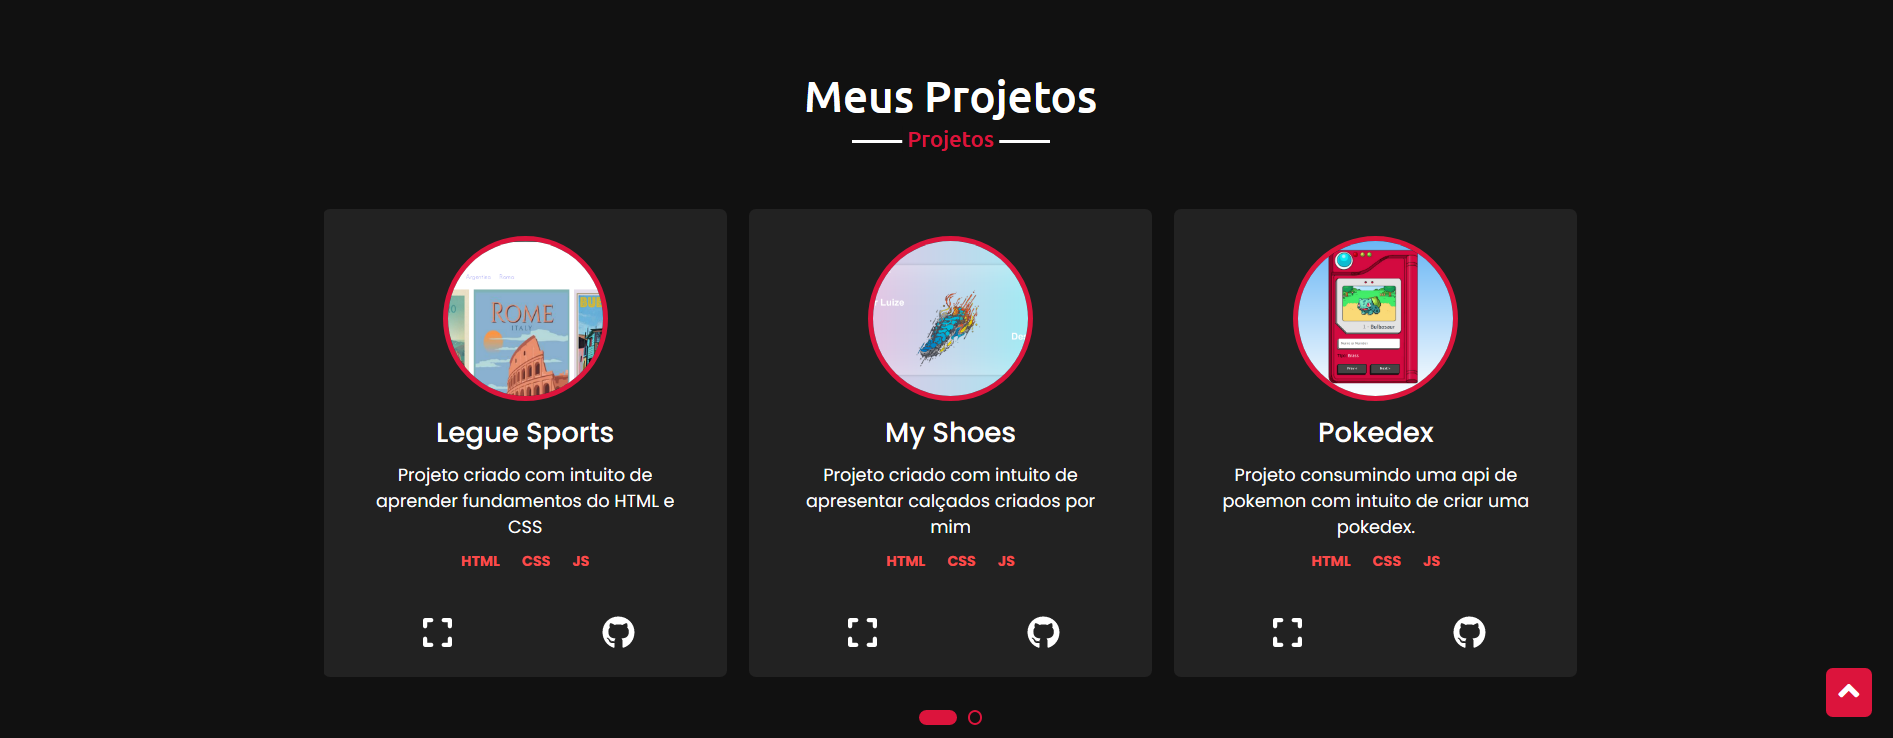 Meus Projetos
Projetos
ROME
ITALY
Legue Sports
Projeto criado com intuito de
aprender fundamentos do HTML e
CSS
HTML CSS JS
r Luize
My Shoes
Projeto criado com intuito de
apresentar calçados criados por
mim
HTML CSS JS
Pokedex
Projeto consumindo uma api de
pokemon com intuito de criar uma
pokedex.
HTML CSS JS